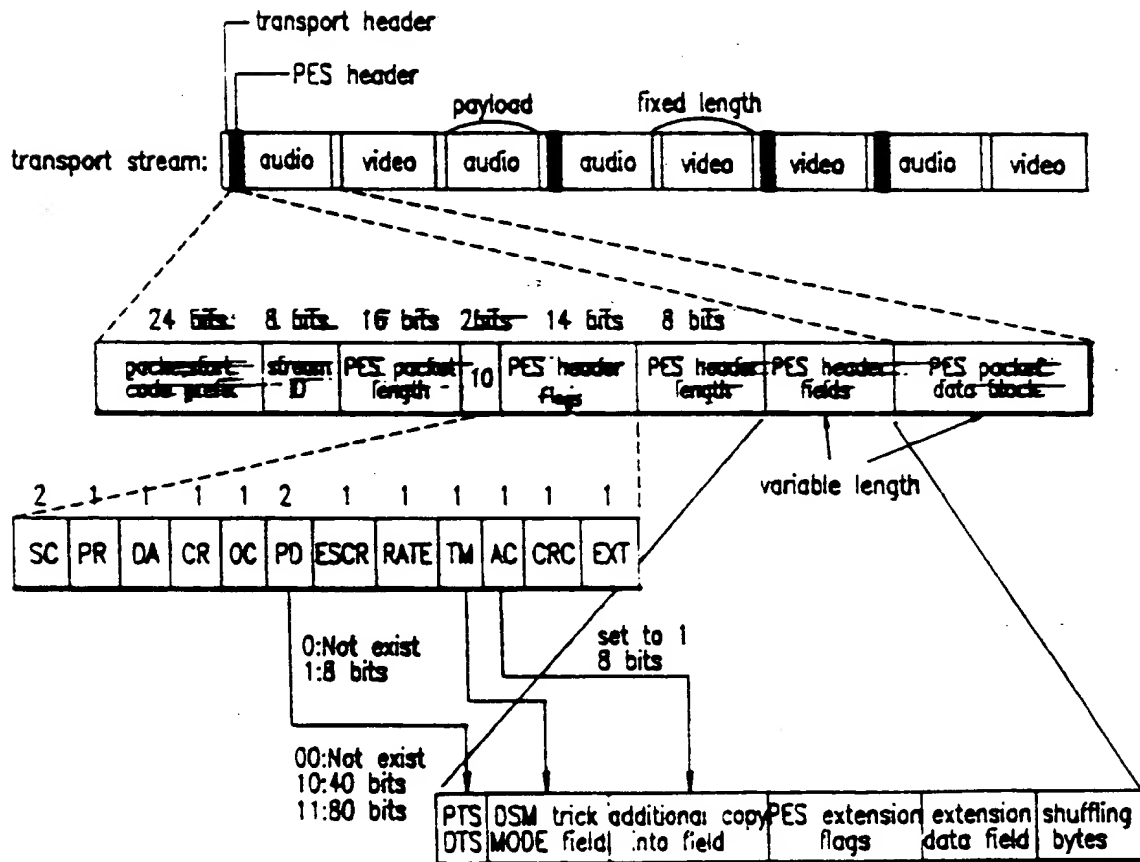 transport header
PES header
payload fixed length
transport stream: audio video audio audio video video audio video
24 bits 8 bits 16 bits 2bits 14 bits 8 bits
packet start code prefix
stream ID
PES packet length
10
PES header flags
PES header length
PES header fields
PES packet data block
variable length
2 1 1 1 1 2 1 1 1 1 1 1
SC PR DA CR OC PD ESCR RATE TM AC CRC EXT
0:Not exist
1:8 bits
set to 1
8 bits
00:Not exist
10:40 bits
11:80 bits
PTS DTS
DSM trick MODE field
additional copy into field
PES extension flags
extension data field
shuffling bytes